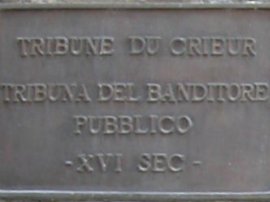 TRIBUNE DU CRIEUR
TRIBUNA DEL BANDITORE
PUBBLICO
-XVI SEC-